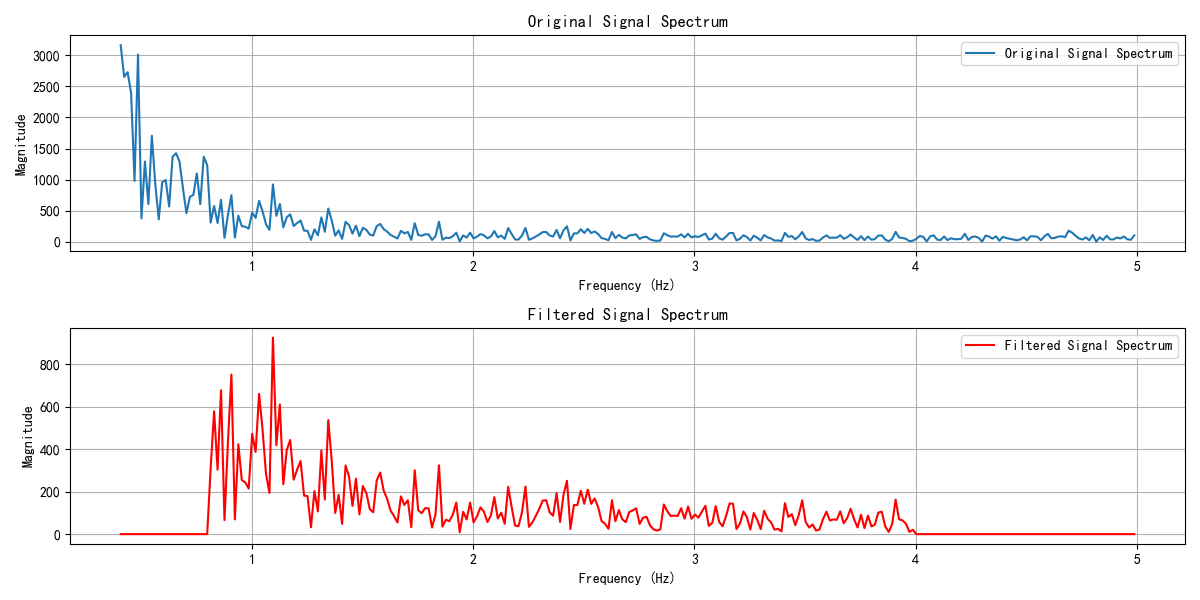 Original Signal Spectrum
Original Signal Spectrum
Magnitude
3000
2500
2000
1500
1000
500
0
1 2 3 4 5
Frequency (Hz)
Filtered Signal Spectrum
Filtered Signal Spectrum
Magnitude
800
600
400
200
0
1 2 3 4 5
Frequency (Hz)